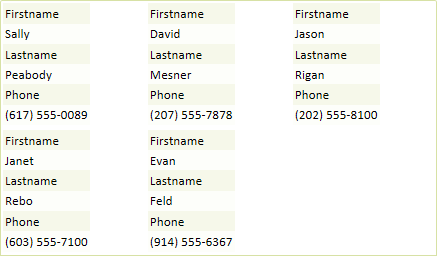 Firstname
Sally
Lastname
Peabody
Phone
(617) 555-0089
Firstname
David
Lastname
Mesner
Phone
(207) 555-7878
Firstname
Jason
Lastname
Rigan
Phone
(202) 555-8100
Firstname
Janet
Lastname
Rebo
Phone
(603) 555-7100
Firstname
Evan
Lastname
Feld
Phone
(914) 555-6367